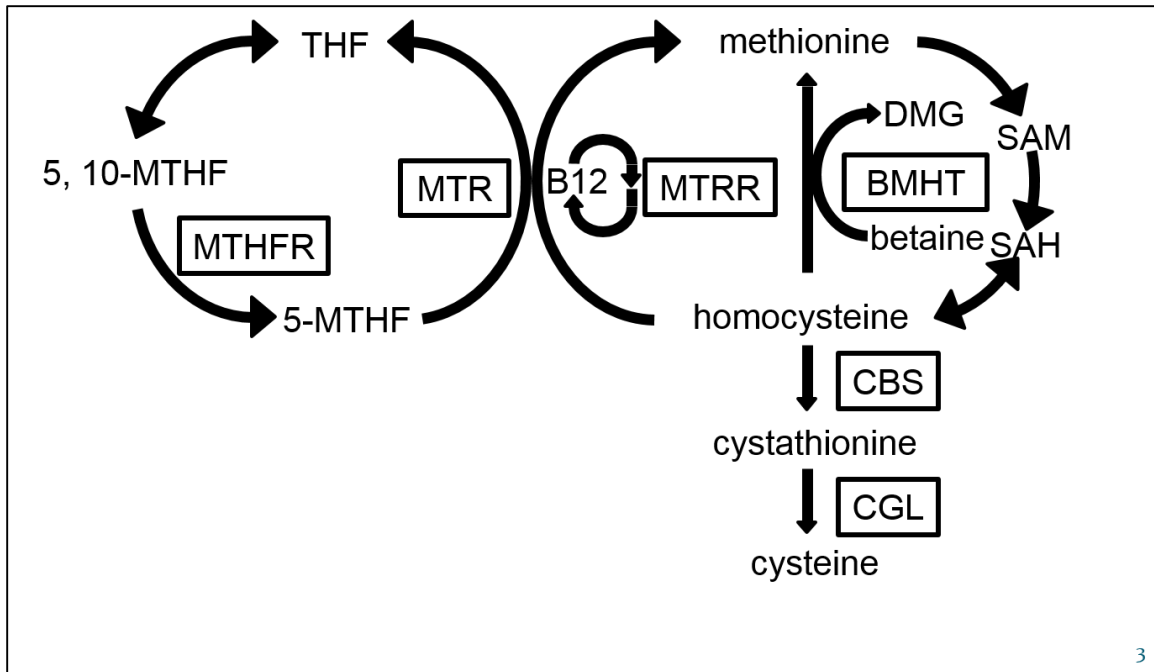 THF
methionine
DMG
SAM
5, 10-MTHF
MTR
B12
MTRR
BMHT
MTHFR
betaine
SAH
5-MTHF
homocysteine
CBS
cystathionine
CGL
cysteine
3